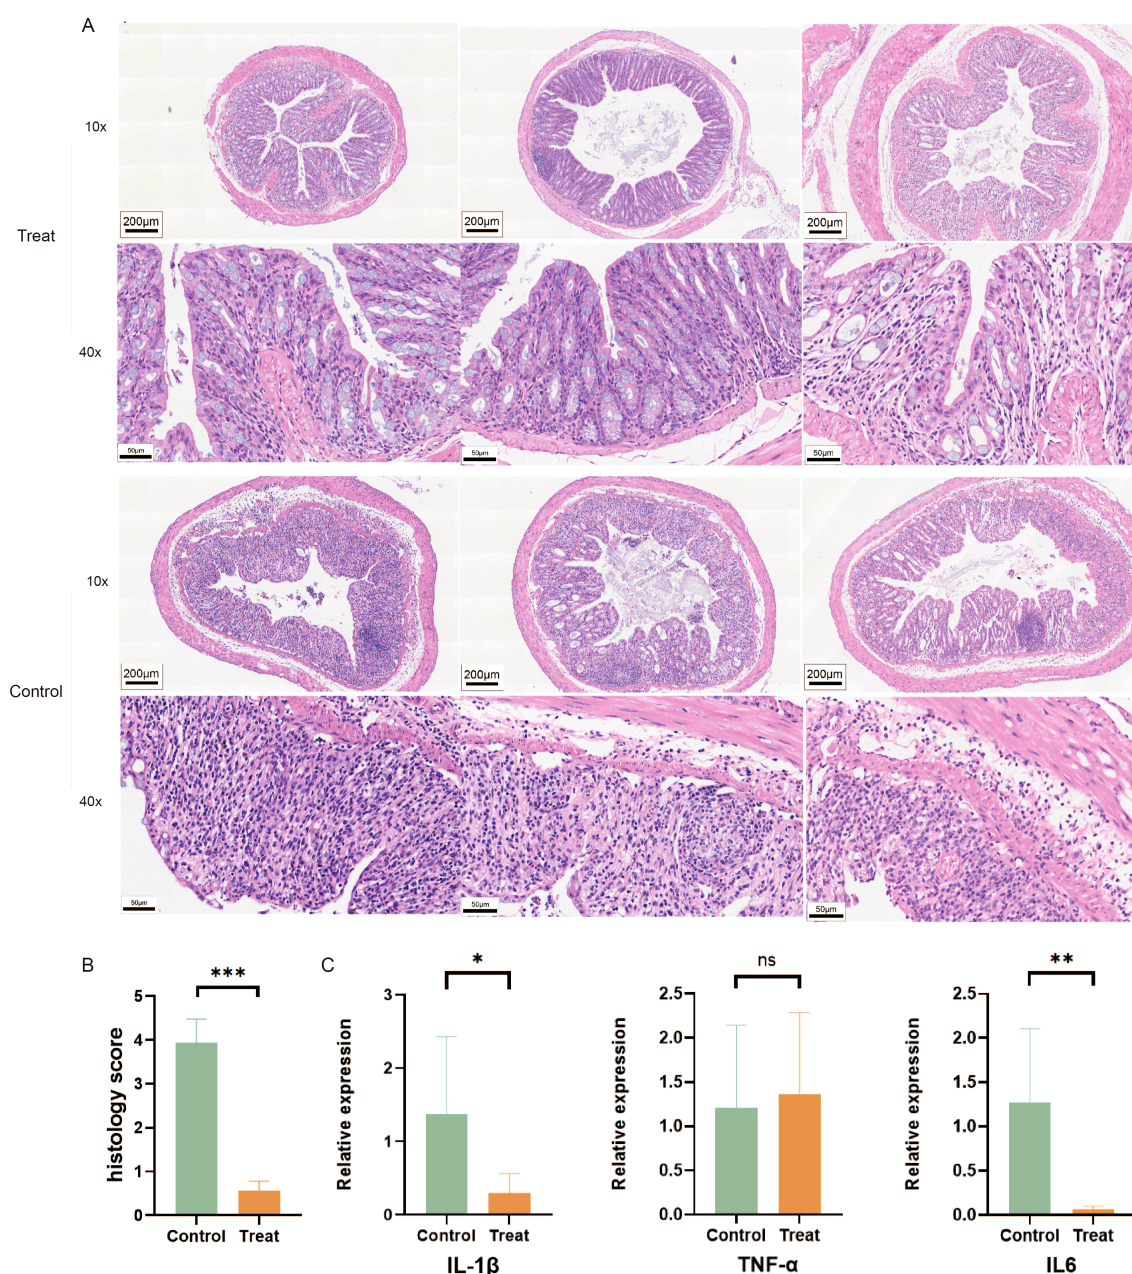 A
10x
200μm
200μm
200μm
Treat
40x
50μm
50μm
50μm
10x
200μm
200μm
200μm
Control
40x
50μm
50μm
50μm
B
histology score
5
4
3
2
1
0
***
Control Treat
C
Relative expression
3
2
1
0
*
Control Treat
IL-1β
Relative expression
2.5
2.0
1.5
1.0
0.5
0.0
ns
Control Treat
TNF-α
Relative expression
2.5
2.0
1.5
1.0
0.5
0.0
**
Control Treat
IL6